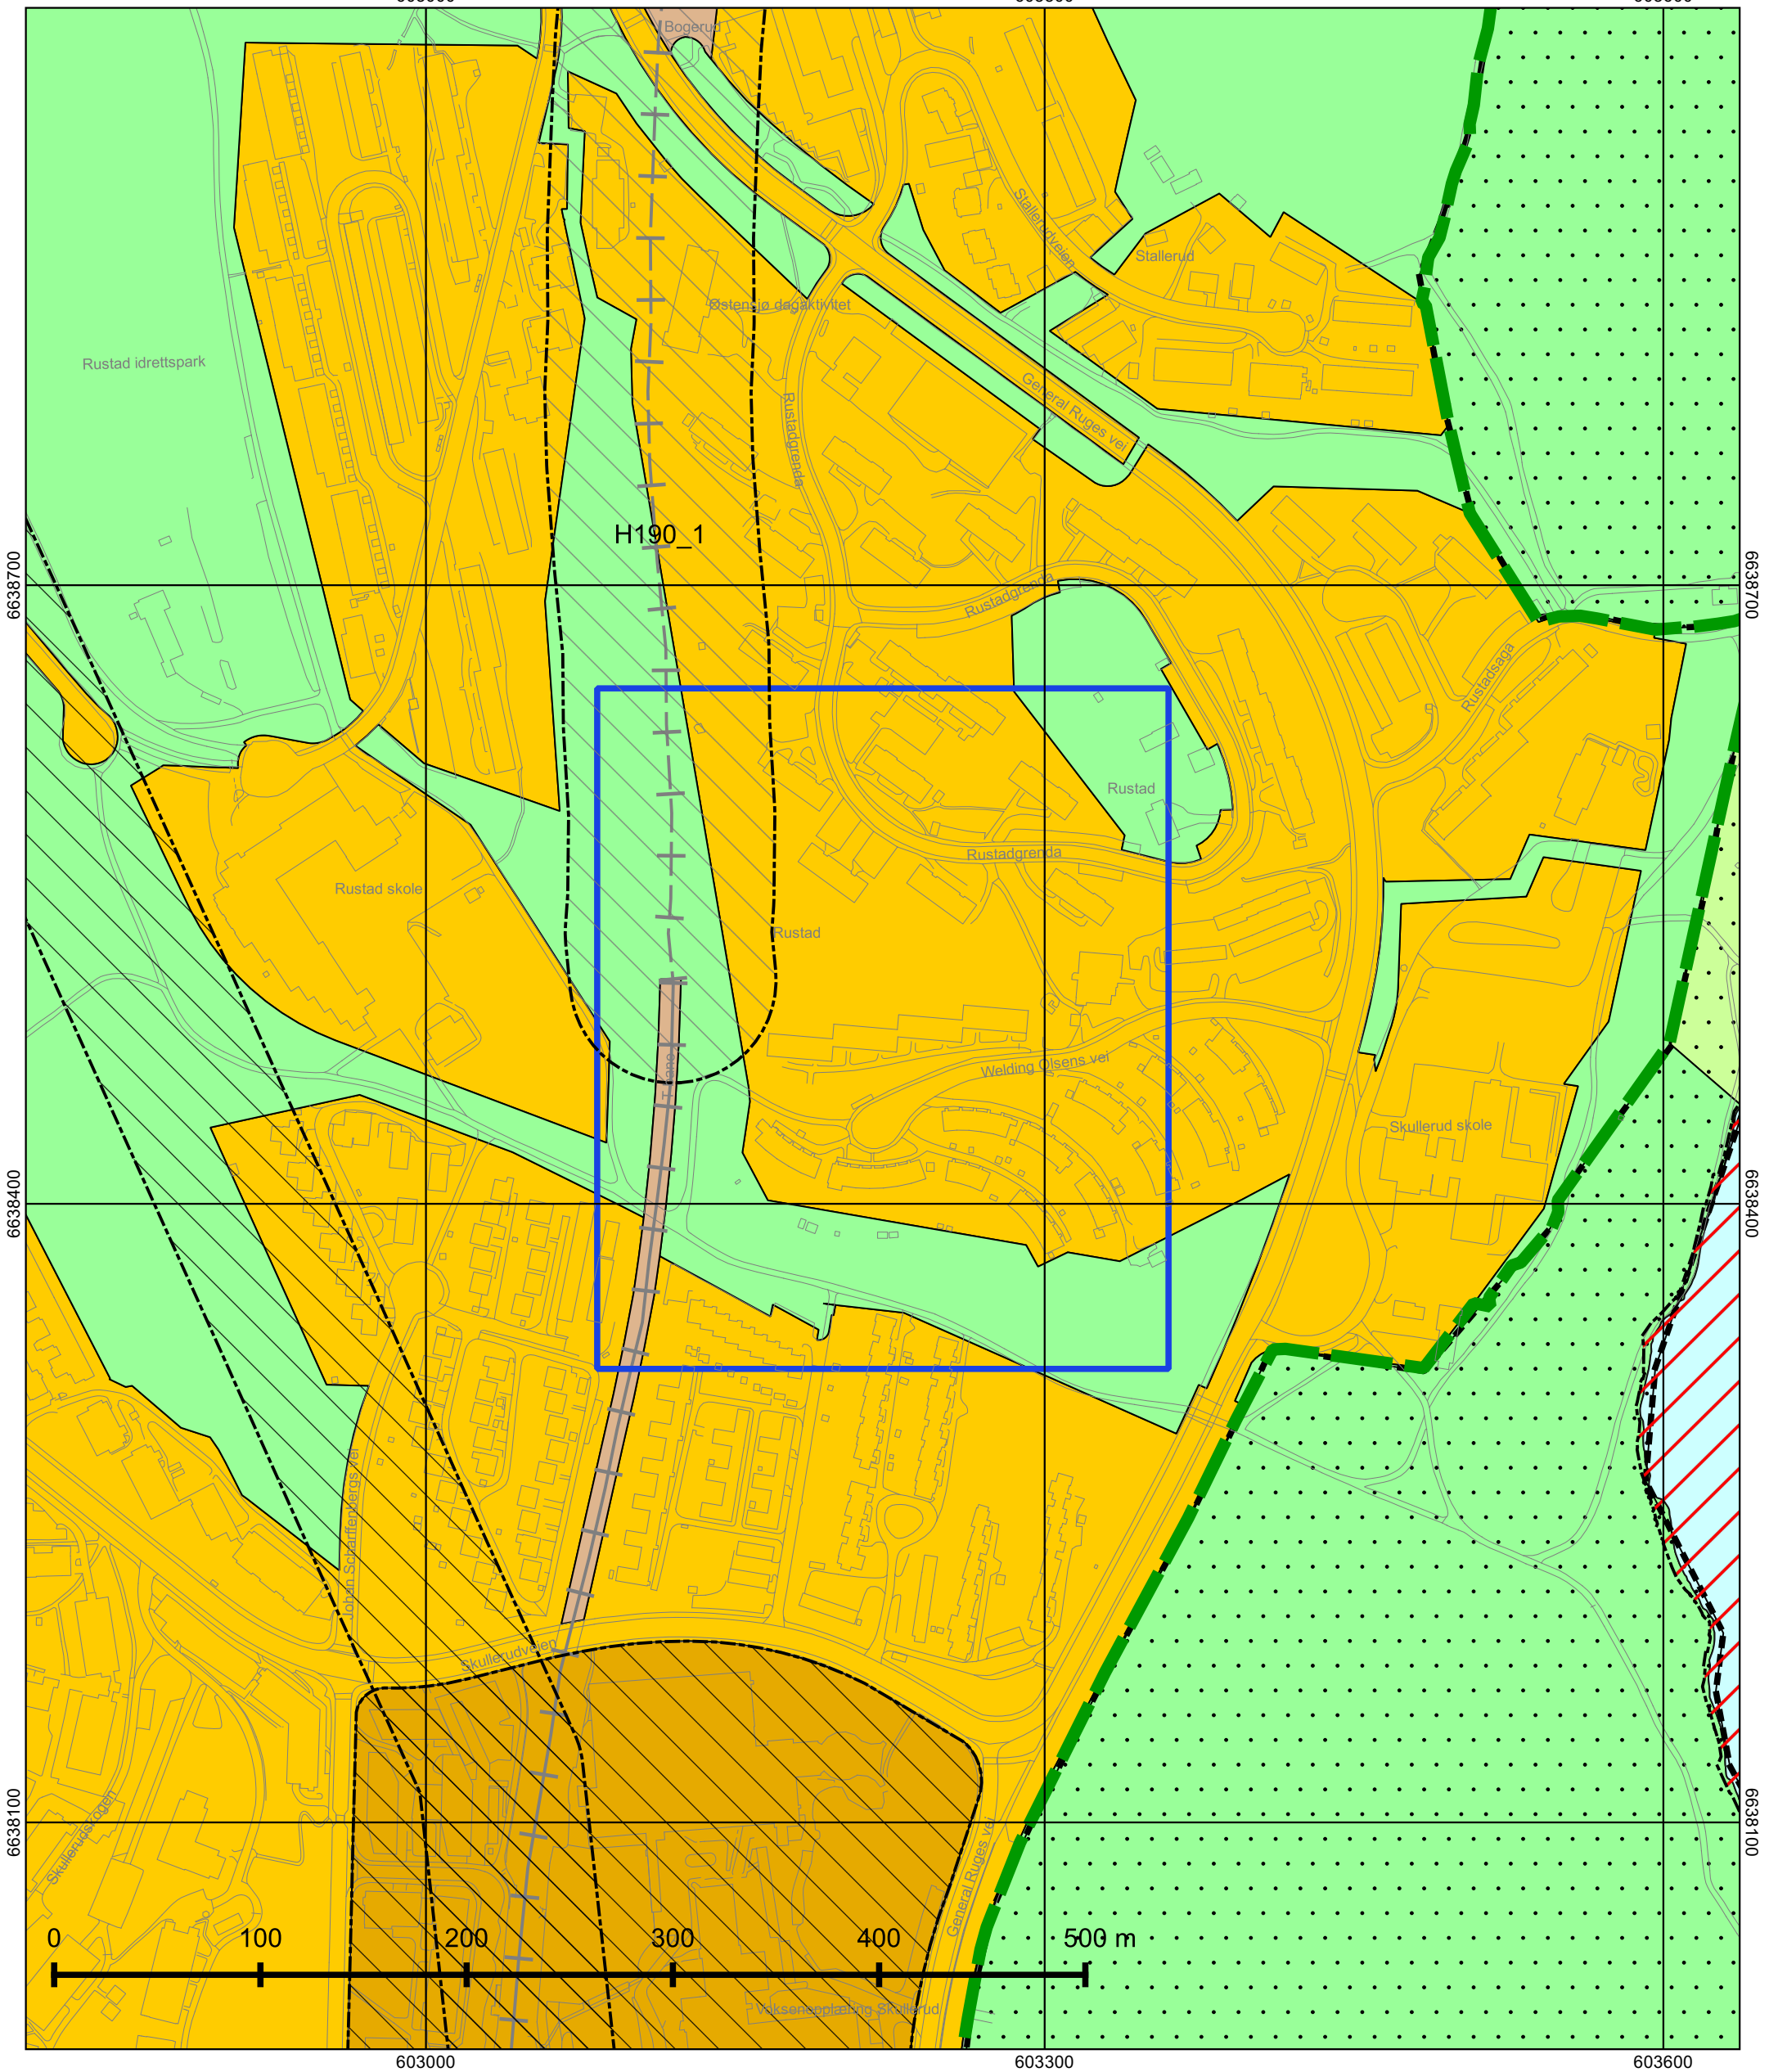 Bogerud
Stallerudveien
Stallerud
Østensjø dagaktivitet
Rustad idrettspark
General Ruges vei
Rustadgrenda
H190_1
6638700
6638700
Rustadgrenda
Rustadsaga
Rustad
Rustadgrenda
Rustad skole
Rustad
T-bane
Welding Olsens vei
Skullerud skole
6638400
6638400
Johan Scharffenbergs vei
Skullerudveien
Skullerudskogen
General Ruges vei
6638100
6638100
0 100 200 300 400 500 m
Voksenopplæring Skullerud
603000 603300 603600